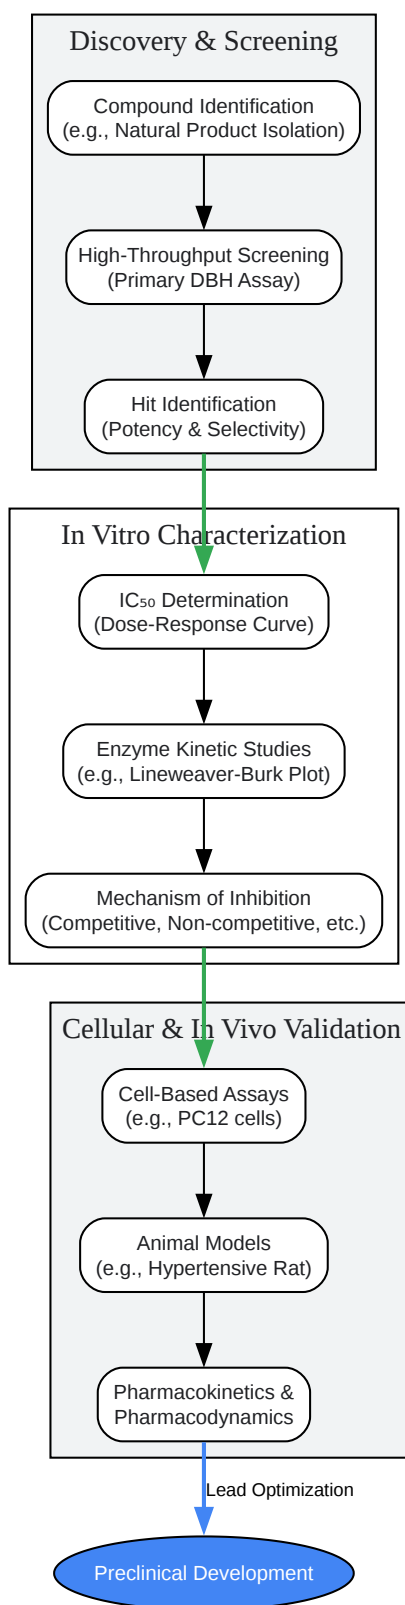 Discovery & Screening
Compound Identification
(e.g., Natural Product Isolation)
High-Throughput Screening
(Primary DBH Assay)
Hit Identification
(Potency & Selectivity)
In Vitro Characterization
IC₅₀ Determination
(Dose-Response Curve)
Enzyme Kinetic Studies
(e.g., Lineweaver-Burk Plot)
Mechanism of Inhibition
(Competitive, Non-competitive, etc.)
Cellular & In Vivo Validation
Cell-Based Assays
(e.g., PC12 cells)
Animal Models
(e.g., Hypertensive Rat)
Pharmacokinetics &
Pharmacodynamics
Lead Optimization
Preclinical Development